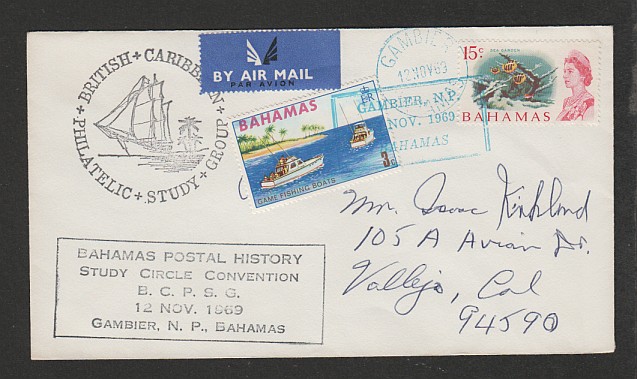 BRITISH + CARIBBEAN + PHILATELIC + STUDY + GROUP +
BY AIR MAIL
PAR AVION
GAMBIER
12 NOV 69
15c
SEA GARDEN
BAHAMAS
GAMBIER, N.P.
NOV. 1969
BAHAMAS
BAHAMAS
3c
GAME FISHING BOATS
Mr. Isaac Kirkland
105 A Avian Dr.
Vallejo, Cal
94590
BAHAMAS POSTAL HISTORY
STUDY CIRCLE CONVENTION
B. C. P. S. G.
12 NOV. 1969
GAMBIER, N. P., BAHAMAS